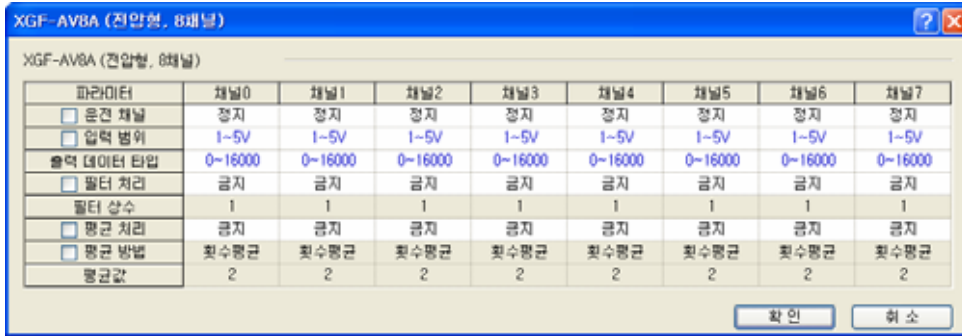 XGF-AV8A (전압형, 8채널)
XGF-AV8A (전압형, 8채널)
파라미터 채널0 채널1 채널2 채널3 채널4 채널5 채널6 채널7
운전 채널 정지 정지 정지 정지 정지 정지 정지 정지
입력 범위 1~5V 1~5V 1~5V 1~5V 1~5V 1~5V 1~5V 1~5V
출력 데이터 타입 0~16000 0~16000 0~16000 0~16000 0~16000 0~16000 0~16000 0~16000
필터 처리 금지 금지 금지 금지 금지 금지 금지 금지
필터 상수 1 1 1 1 1 1 1 1
평균 처리 금지 금지 금지 금지 금지 금지 금지 금지
평균 방법 횟수평균 횟수평균 횟수평균 횟수평균 횟수평균 횟수평균 횟수평균 횟수평균
평균값 2 2 2 2 2 2 2 2
확인 취소